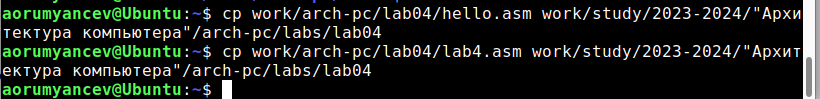 aorumyancev@Ubuntu:~$ cp work/arch-pc/lab04/hello.asm work/study/2023-2024/"Архи
тектура компьютера"/arch-pc/labs/lab04
aorumyancev@Ubuntu:~$ cp work/arch-pc/lab04/lab4.asm work/study/2023-2024/"Архит
ектура компьютера"/arch-pc/labs/lab04
aorumyancev@Ubuntu:~$